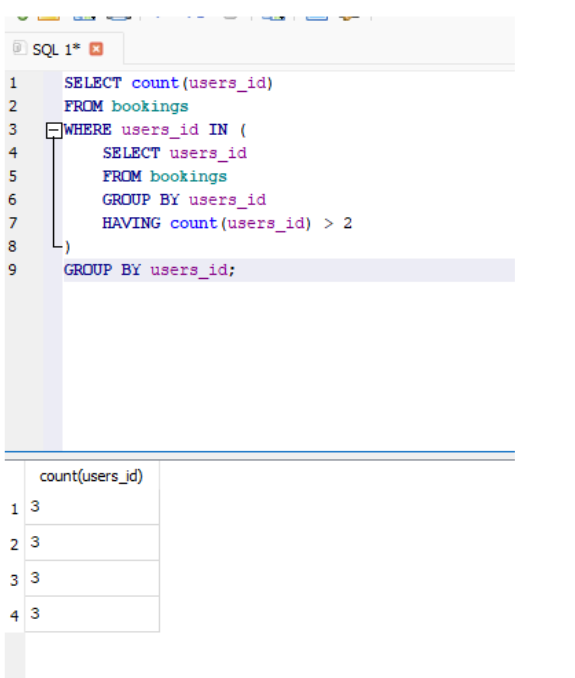 SQL 1*
1 SELECT count(users_id)
2 FROM bookings
3 WHERE users_id IN (
4 SELECT users_id
5 FROM bookings
6 GROUP BY users_id
7 HAVING count(users_id) > 2
8 )
9 GROUP BY users_id;
count(users_id)
1 3
2 3
3 3
4 3